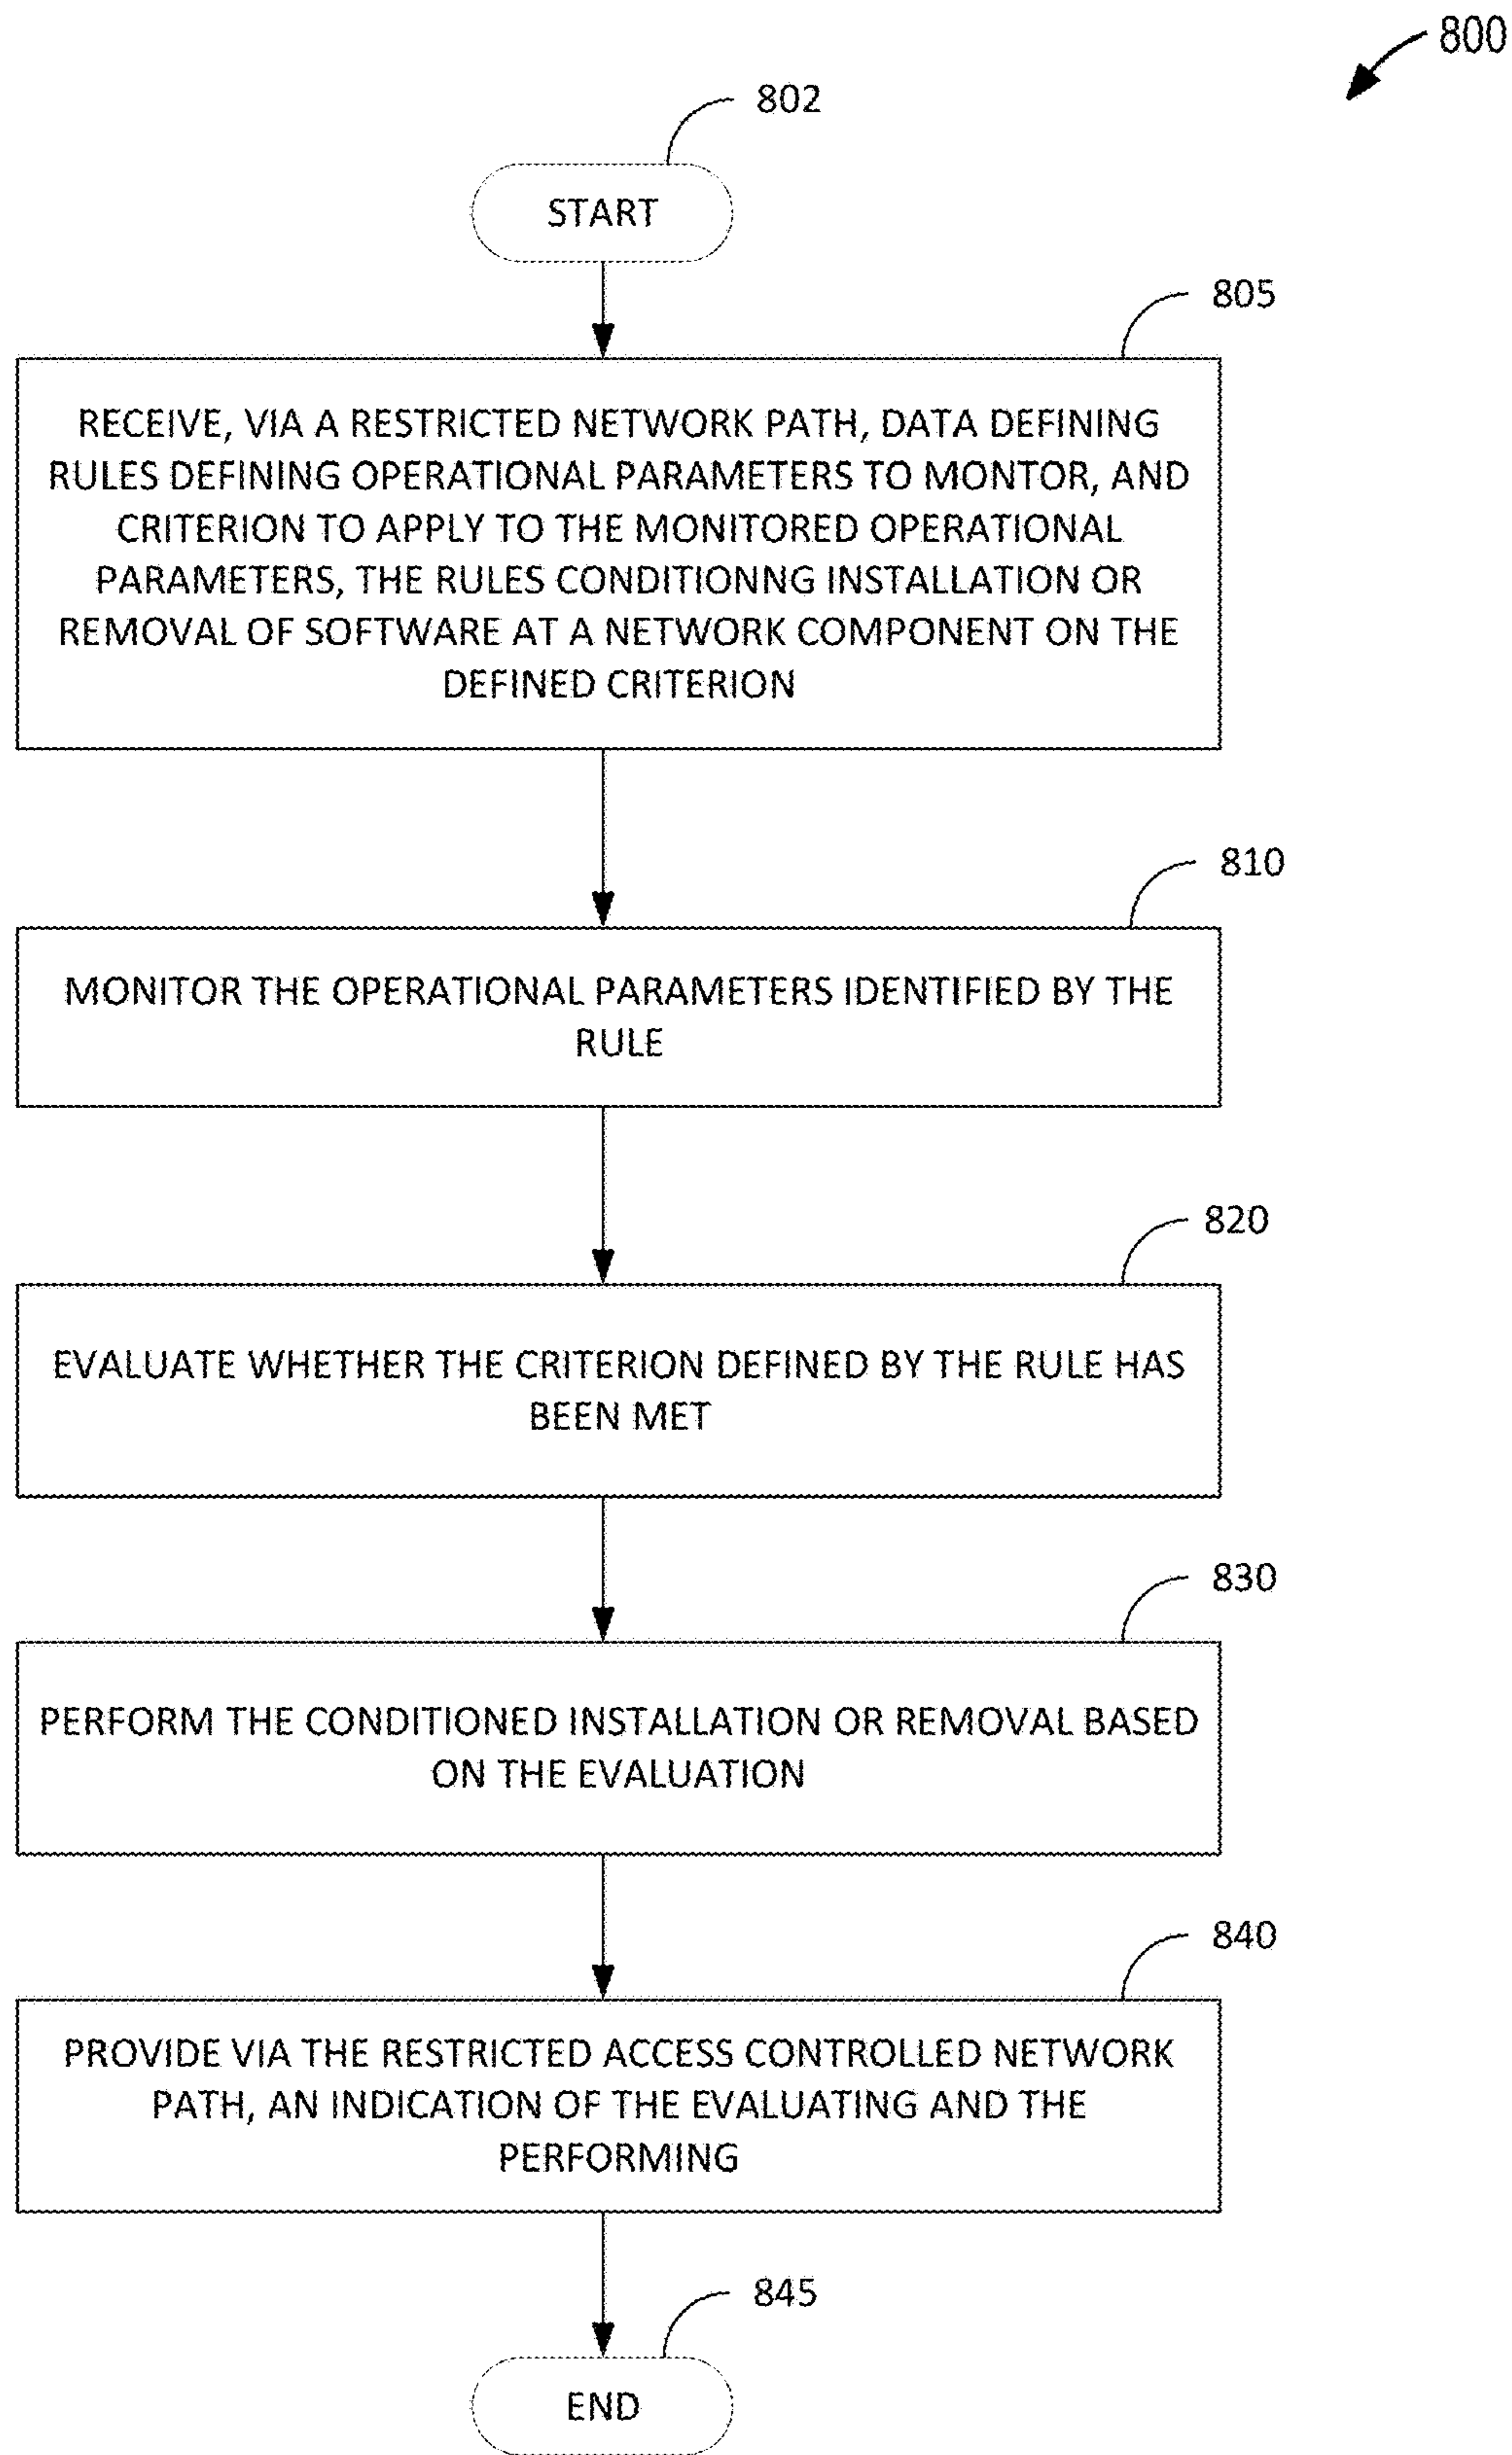 800
802
START
805
RECEIVE, VIA A RESTRICTED NETWORK PATH, DATA DEFINING
RULES DEFINING OPERATIONAL PARAMETERS TO MONTOR, AND
CRITERION TO APPLY TO THE MONITORED OPERATIONAL
PARAMETERS, THE RULES CONDITIONNG INSTALLATION OR
REMOVAL OF SOFTWARE AT A NETWORK COMPONENT ON THE
DEFINED CRITERION
810
MONITOR THE OPERATIONAL PARAMETERS IDENTIFIED BY THE
RULE
820
EVALUATE WHETHER THE CRITERION DEFINED BY THE RULE HAS
BEEN MET
830
PERFORM THE CONDITIONED INSTALLATION OR REMOVAL BASED
ON THE EVALUATION
840
PROVIDE VIA THE RESTRICTED ACCESS CONTROLLED NETWORK
PATH, AN INDICATION OF THE EVALUATING AND THE
PERFORMING
845
END